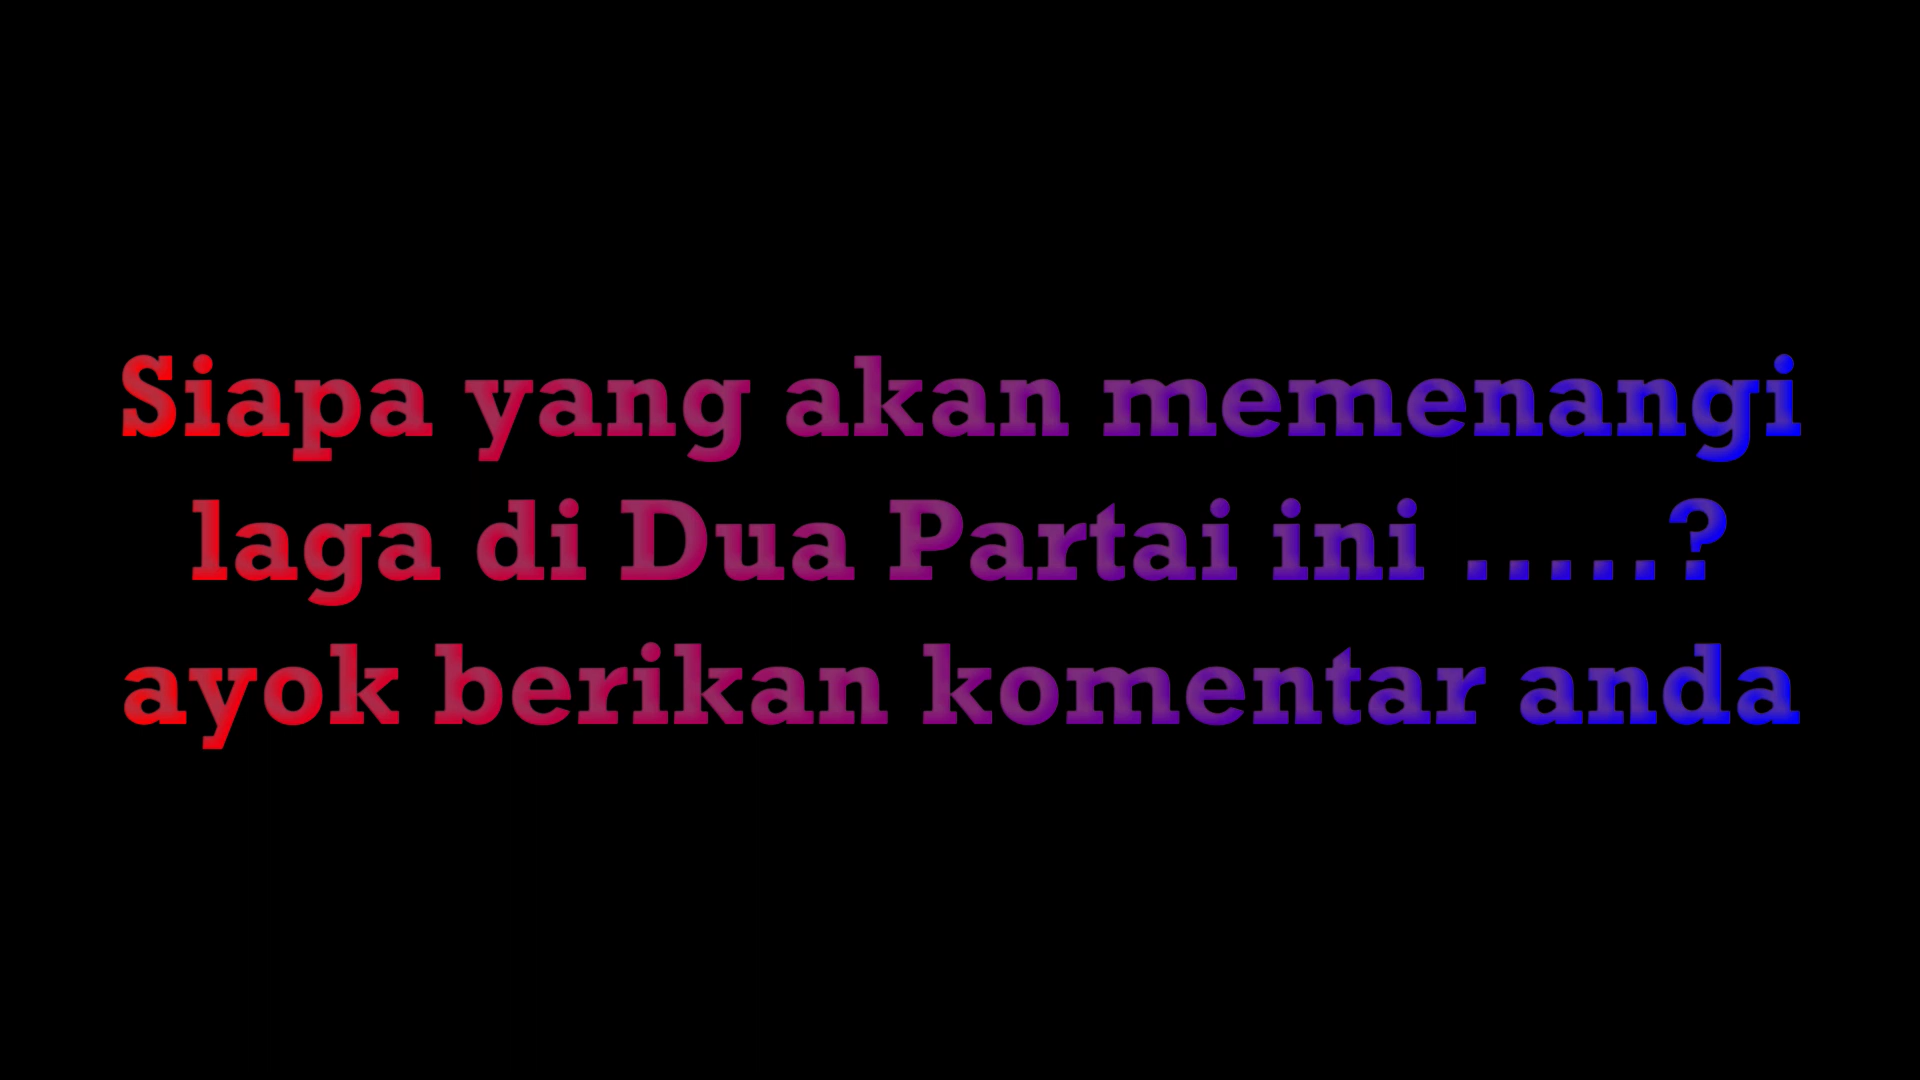 Siapa yang akan memenangi
laga di Dua Partai ini .....?
ayok berikan komentar anda